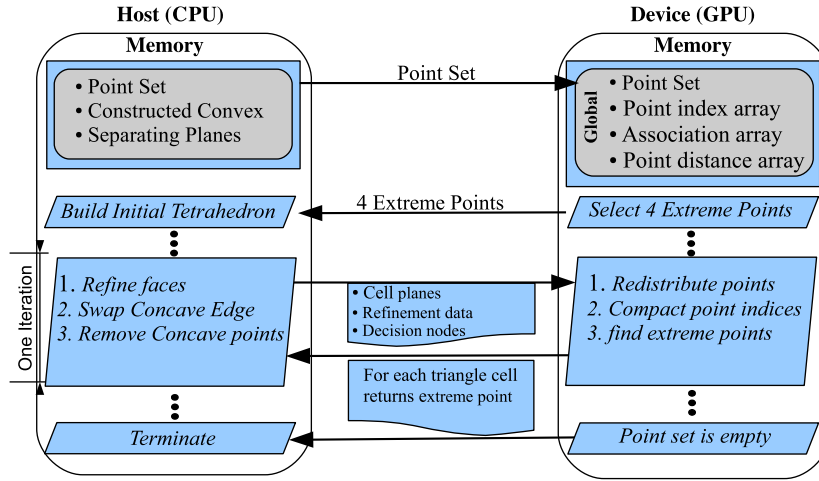 Host (CPU)
Device (GPU)
Memory
Memory
• Point Set
• Constructed Convex
• Separating Planes
Point Set
Global
• Point Set
• Point index array
• Association array
• Point distance array
Build Initial Tetrahedron
4 Extreme Points
Select 4 Extreme Points
One Iteration
1. Refine faces
2. Swap Concave Edge
3. Remove Concave points
• Cell planes
• Refinement data
• Decision nodes
1. Redistribute points
2. Compact point indices
3. find extreme points
For each triangle cell
returns extreme point
Terminate
Point set is empty